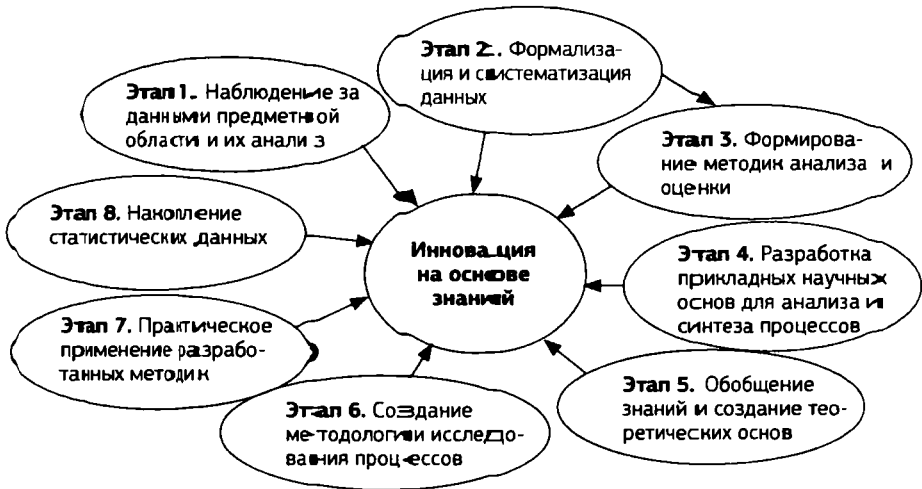 Этап 1. Наблюдение за
данными предметной
области и их анализ
Этап 2. Формализа-
ция и систематизация
данных
Этап 3. Формирова-
ние методик анализа и
оценки
Этап 4. Разработка
прикладных научных
основ для анализа и
синтеза процессов
Этап 5. Обобщение
знаний и создание тео-
ретических основ
Этап 6. Создание
методологии исследо-
вания процессов
Этап 7. Практическое
применение разрабо-
танных методик
Этап 8. Накопление
статистических данных
Инновация
на основе
знаний